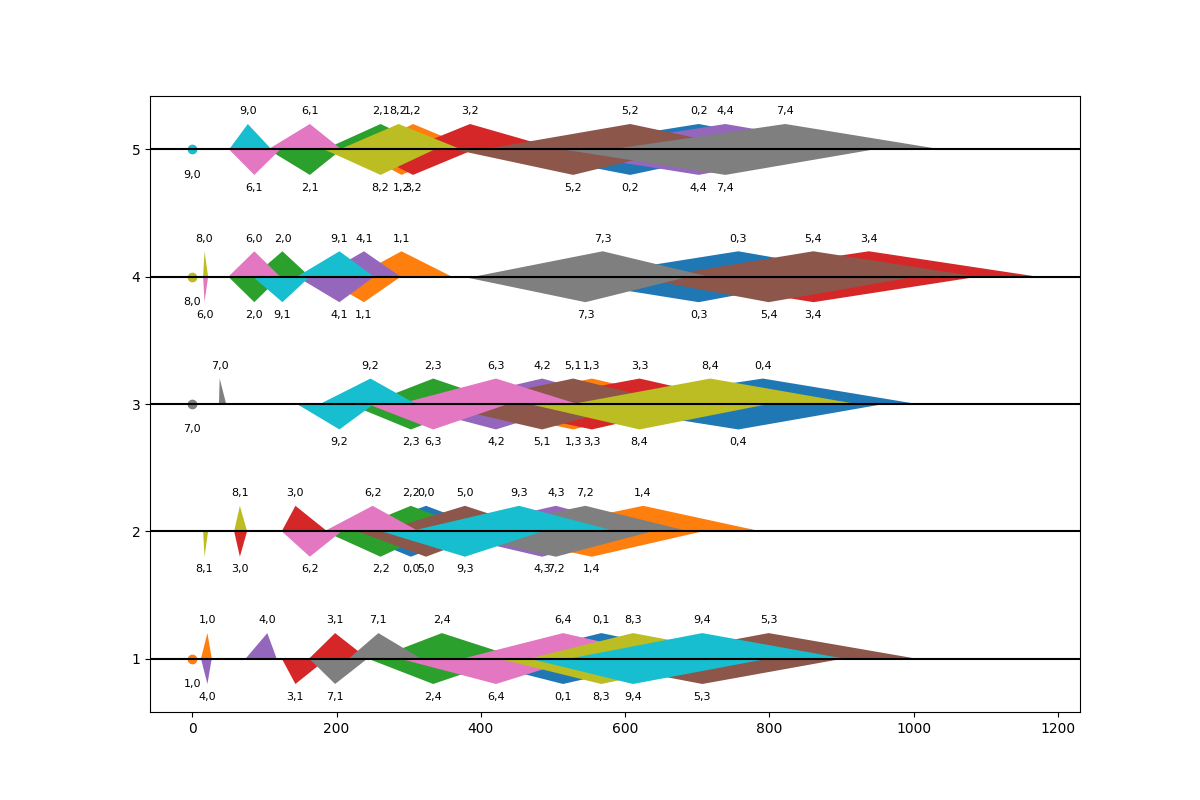 9,0 6,1 2,1 8,2 1,2 3,2 5,2 0,2 4,4 7,4
5
9,0 6,1 2,1 8,2 1,2 3,2 5,2 0,2 4,4 7,4
8,0 6,0 2,0 9,1 4,1 1,1 7,3 0,3 5,4 3,4
4
8,0 6,0 2,0 9,1 4,1 1,1 7,3 0,3 5,4 3,4
7,0 9,2 2,3 6,3 4,2 5,1 1,3 3,3 8,4 0,4
3
7,0 9,2 2,3 6,3 4,2 5,1 1,3 3,3 8,4 0,4
8,1 3,0 6,2 2,2 0,0 5,0 9,3 4,3 7,2 1,4
2
8,1 3,0 6,2 2,2 0,0 5,0 9,3 4,3 7,2 1,4
1,0 4,0 3,1 7,1 2,4 6,4 0,1 8,3 9,4 5,3
1
1,0 4,0 3,1 7,1 2,4 6,4 0,1 8,3 9,4 5,3
0 200 400 600 800 1000 1200